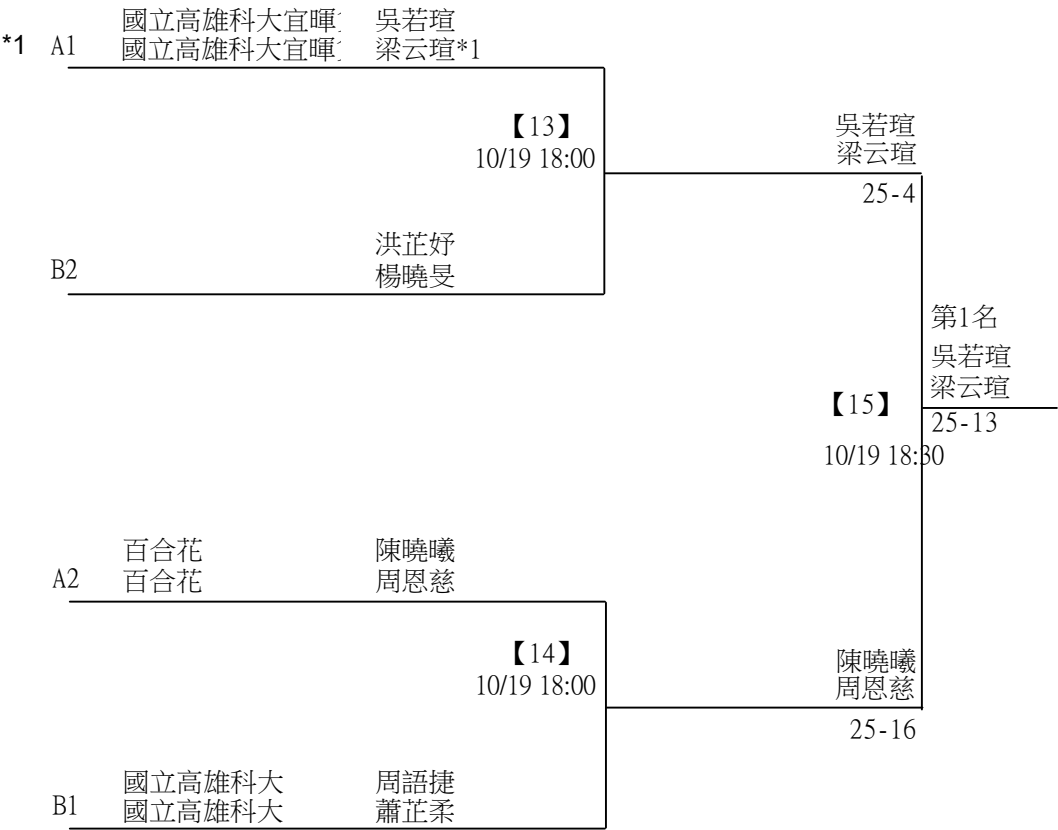 國立高雄科大宜暉 吳若瑄
*1 A1 國立高雄科大宜暉 梁云瑄*1
【13】
10/19 18:00
吳若瑄
梁云瑄
25-4
洪芷妤
B2 楊曉旻
第1名
吳若瑄
梁云瑄
【15】
25-13
10/19 18:30
百合花 陳曉曦
A2 百合花 周恩慈
【14】
10/19 18:00
陳曉曦
周恩慈
25-16
國立高雄科大 周語捷
B1 國立高雄科大 蕭芷柔